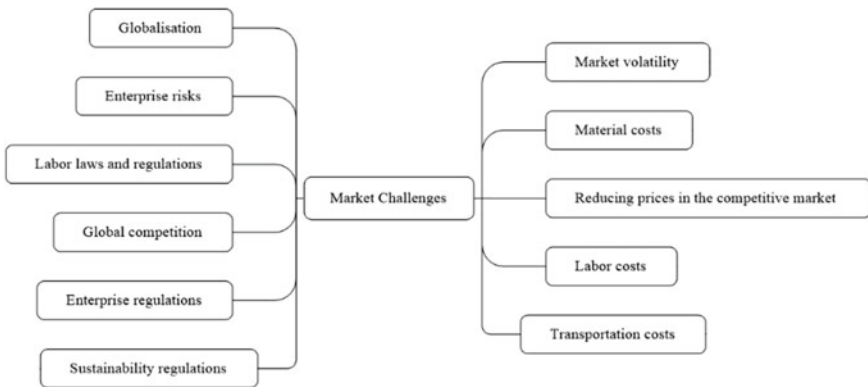 Globalisation
Enterprise risks
Labor laws and regulations
Global competition
Enterprise regulations
Sustainability regulations
Market Challenges
Market volatility
Material costs
Reducing prices in the competitive market
Labor costs
Transportation costs